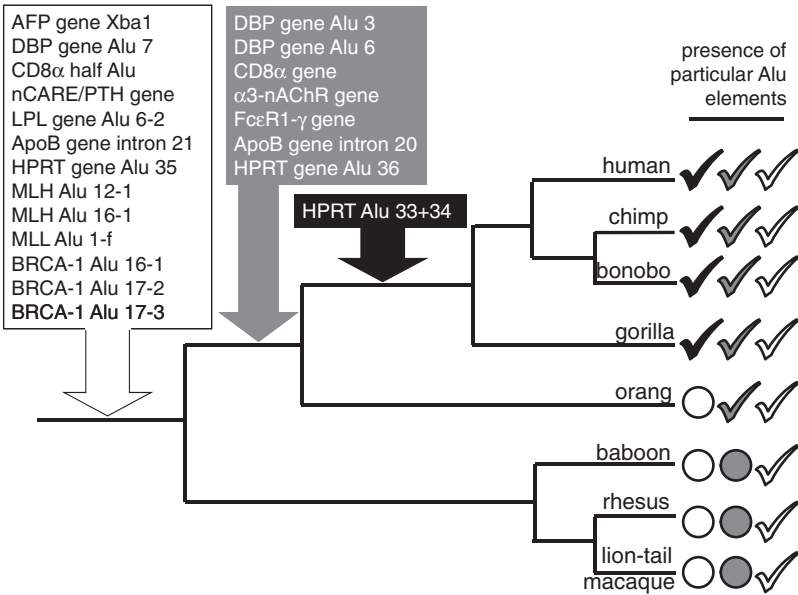 AFP gene Xba1
DBP gene Alu 7
CD8α half Alu
nCARE/PTH gene
LPL gene Alu 6-2
ApoB gene intron 21
HPRT gene Alu 35
MLH Alu 12-1
MLH Alu 16-1
MLL Alu 1-f
BRCA-1 Alu 16-1
BRCA-1 Alu 17-2
BRCA-1 Alu 17-3
DBP gene Alu 3
DBP gene Alu 6
CD8α gene
α3-nAChR gene
FcεR1-γ gene
ApoB gene intron 20
HPRT gene Alu 36
HPRT Alu 33+34
presence of
particular Alu
elements
human
chimp
bonobo
gorilla
orang
baboon
rhesus
lion-tail
macaque